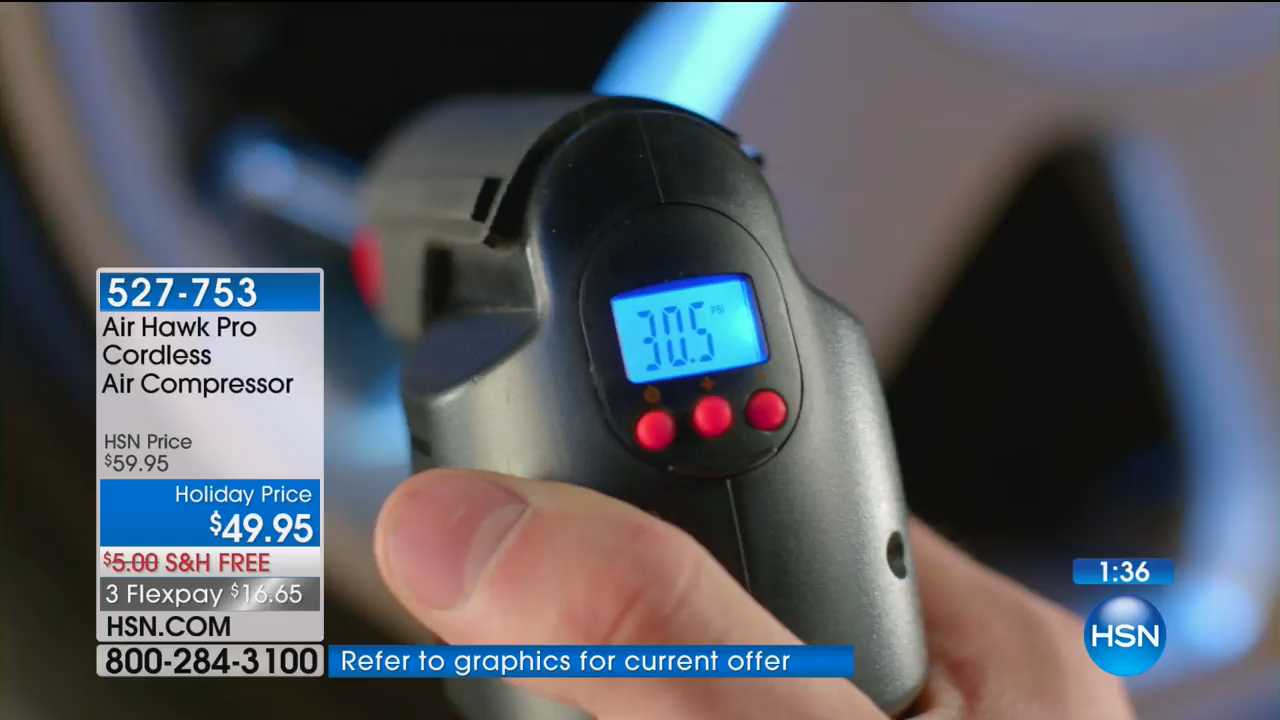 30.5 PSI
527-753
Air Hawk Pro
Cordless
Air Compressor
HSN Price
$59.95
Holiday Price
$49.95
$5.00 S&H FREE
3 Flexpay $16.65
HSN.COM
800-284-3100
Refer to graphics for current offer
1:36
HSN